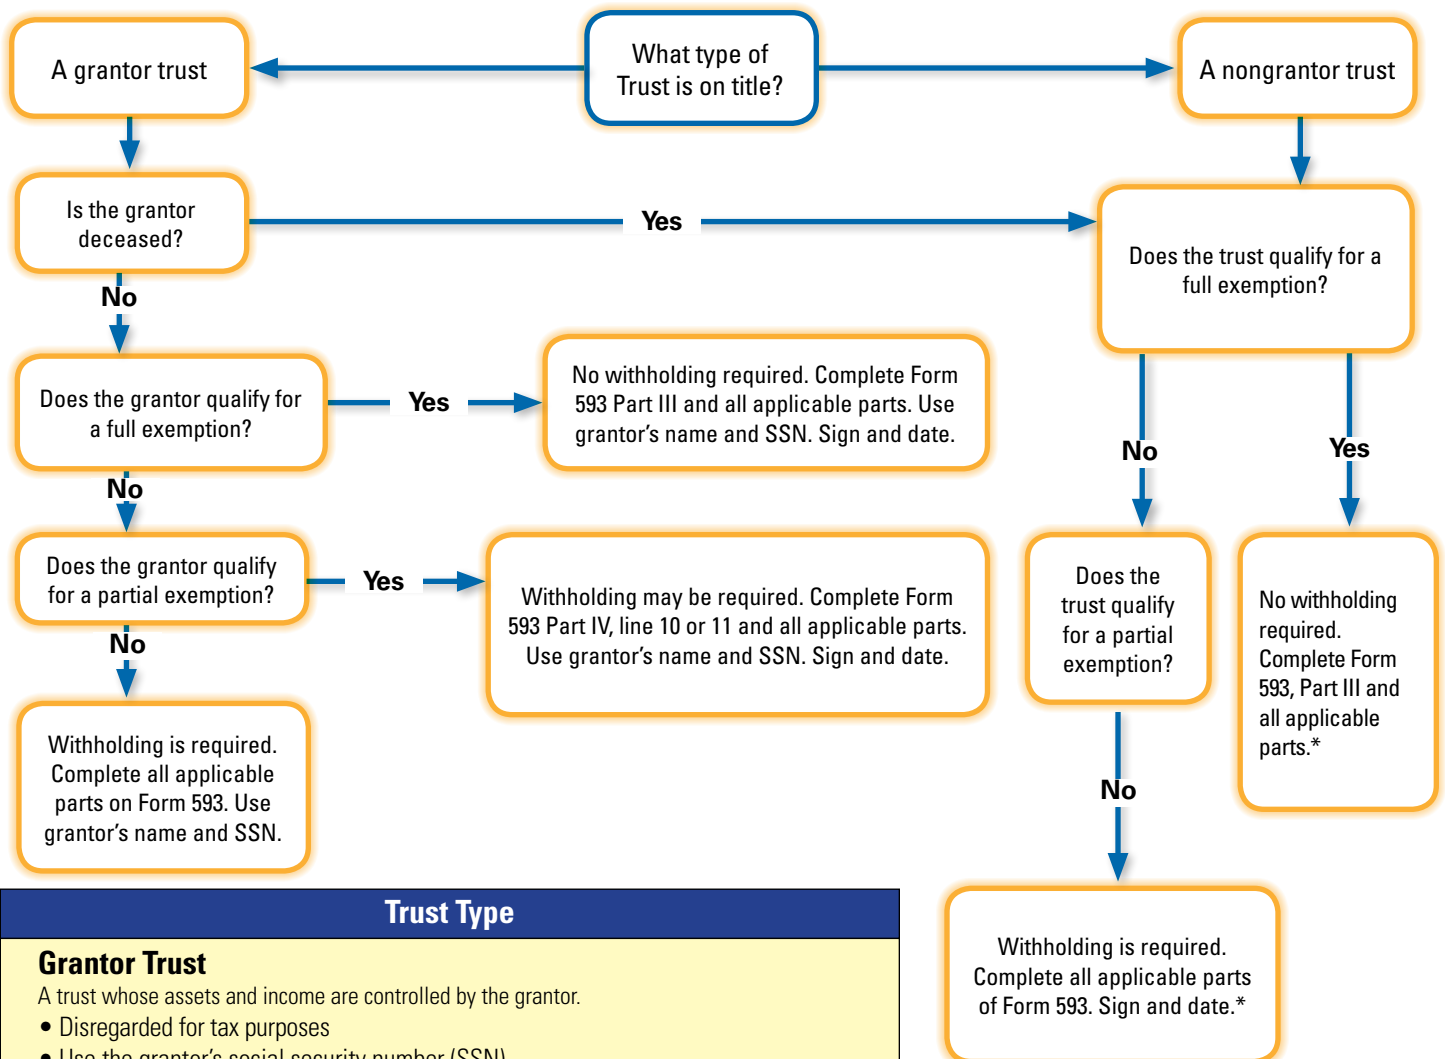 What type of
Trust is on title?
A grantor trust
A nongrantor trust
Is the grantor
deceased?
Yes
Does the trust qualify for a
full exemption?
No
Does the grantor qualify for
a full exemption?
Yes
No withholding required. Complete Form
593 Part III and all applicable parts. Use
grantor's name and SSN. Sign and date.
No
Yes
No
Does the grantor qualify
for a partial exemption?
Yes
Withholding may be required. Complete Form
593 Part IV, line 10 or 11 and all applicable parts.
Use grantor's name and SSN. Sign and date.
Does the
trust qualify
for a partial
exemption?
No withholding
required.
Complete Form
593, Part III and
all applicable
parts.*
No
Withholding is required.
Complete all applicable
parts on Form 593. Use
grantor's name and SSN.
No
Withholding is required.
Complete all applicable parts
of Form 593. Sign and date.*
Trust Type
Grantor Trust
A trust whose assets and income are controlled by the grantor.
• Disregarded for tax purposes
• Use the grantor's social security number (SSN)